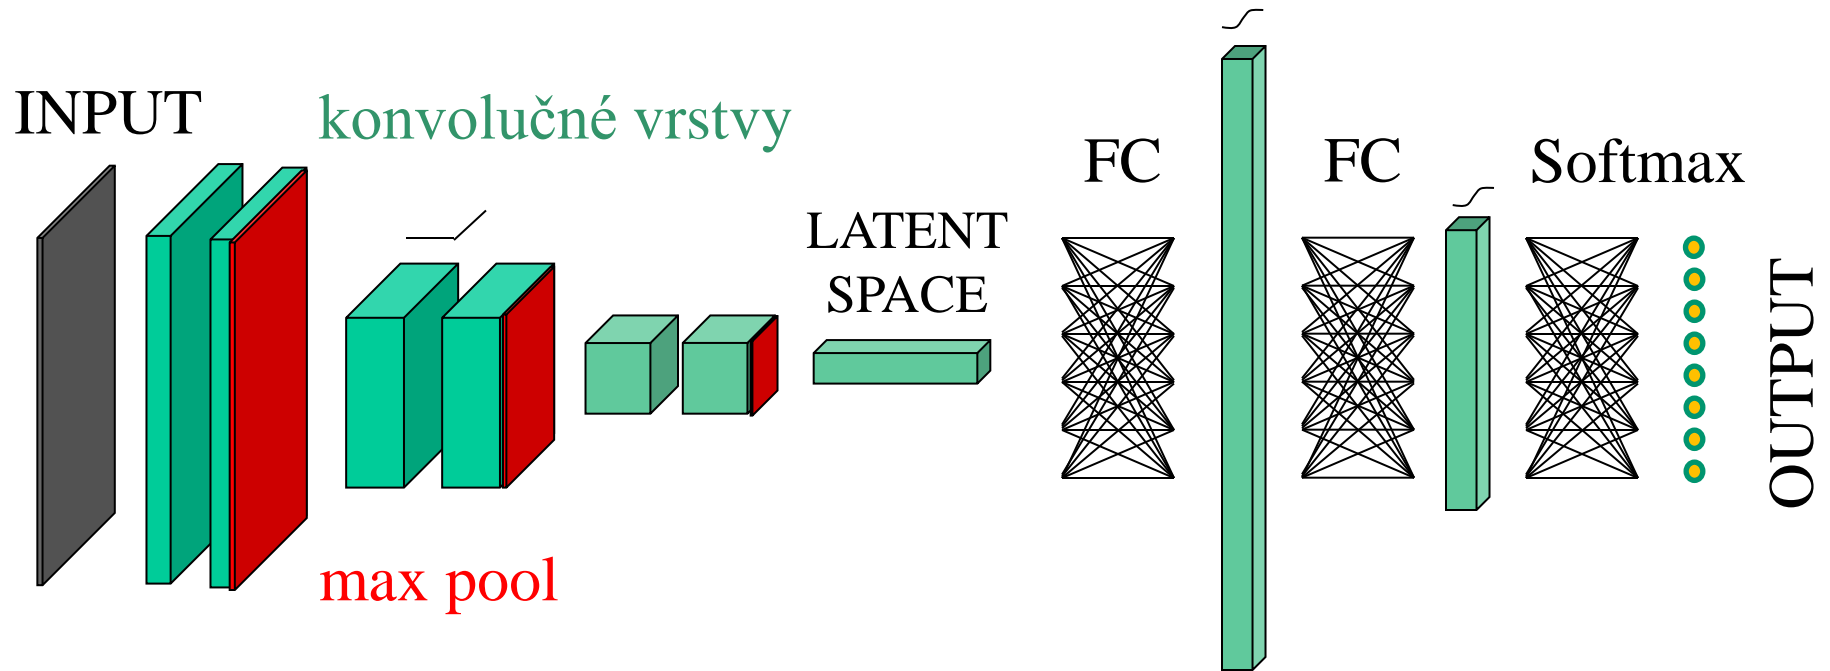 INPUT
konvolučné vrstvy
max pool
LATENT
SPACE
FC
FC
Softmax
OUTPUT